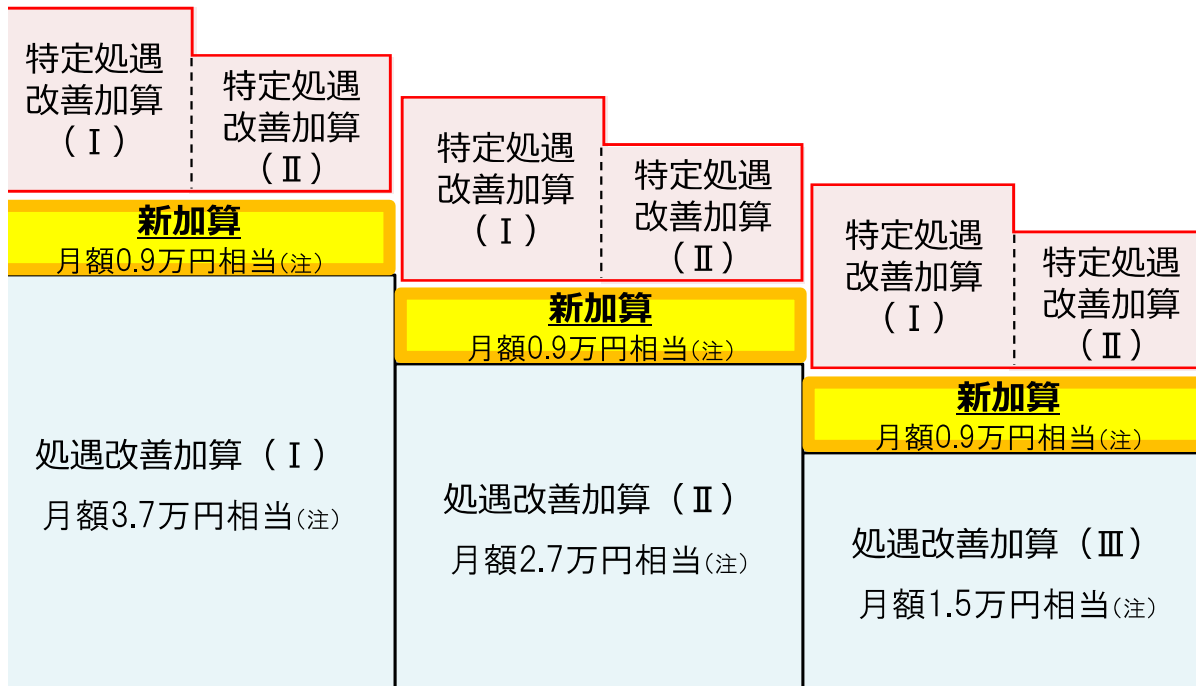 特定処遇
改善加算
（Ⅰ）
特定処遇
改善加算
（Ⅱ）
新加算
月額0.9万円相当(注)
処遇改善加算（Ⅰ）
月額3.7万円相当(注)
特定処遇
改善加算
（Ⅰ）
特定処遇
改善加算
（Ⅱ）
新加算
月額0.9万円相当(注)
処遇改善加算（Ⅱ）
月額2.7万円相当(注)
特定処遇
改善加算
（Ⅰ）
特定処遇
改善加算
（Ⅱ）
新加算
月額0.9万円相当(注)
処遇改善加算（Ⅲ）
月額1.5万円相当(注)